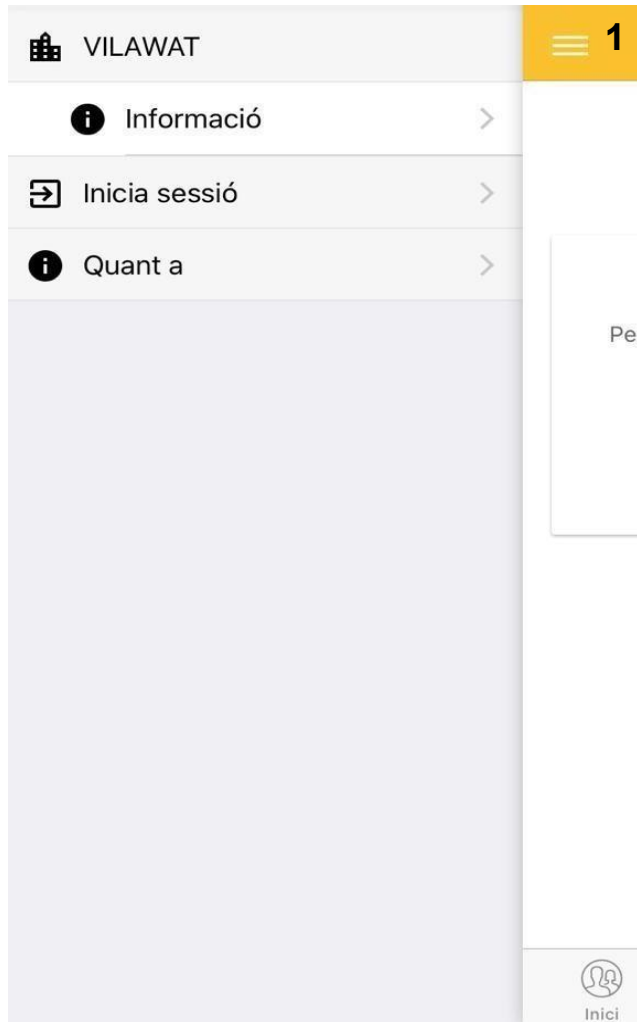 VILAWAT
1
Informació
Inicia sessió
Quant a
Pe
Inici